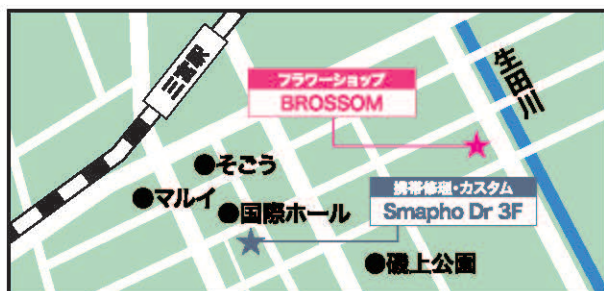 三宮駅
フラワーショップ
BROSSOM
生田川
●そごう
●マルイ
●国際ホール
携帯修理・カスタム
Smapho Dr 3F
●磯上公園